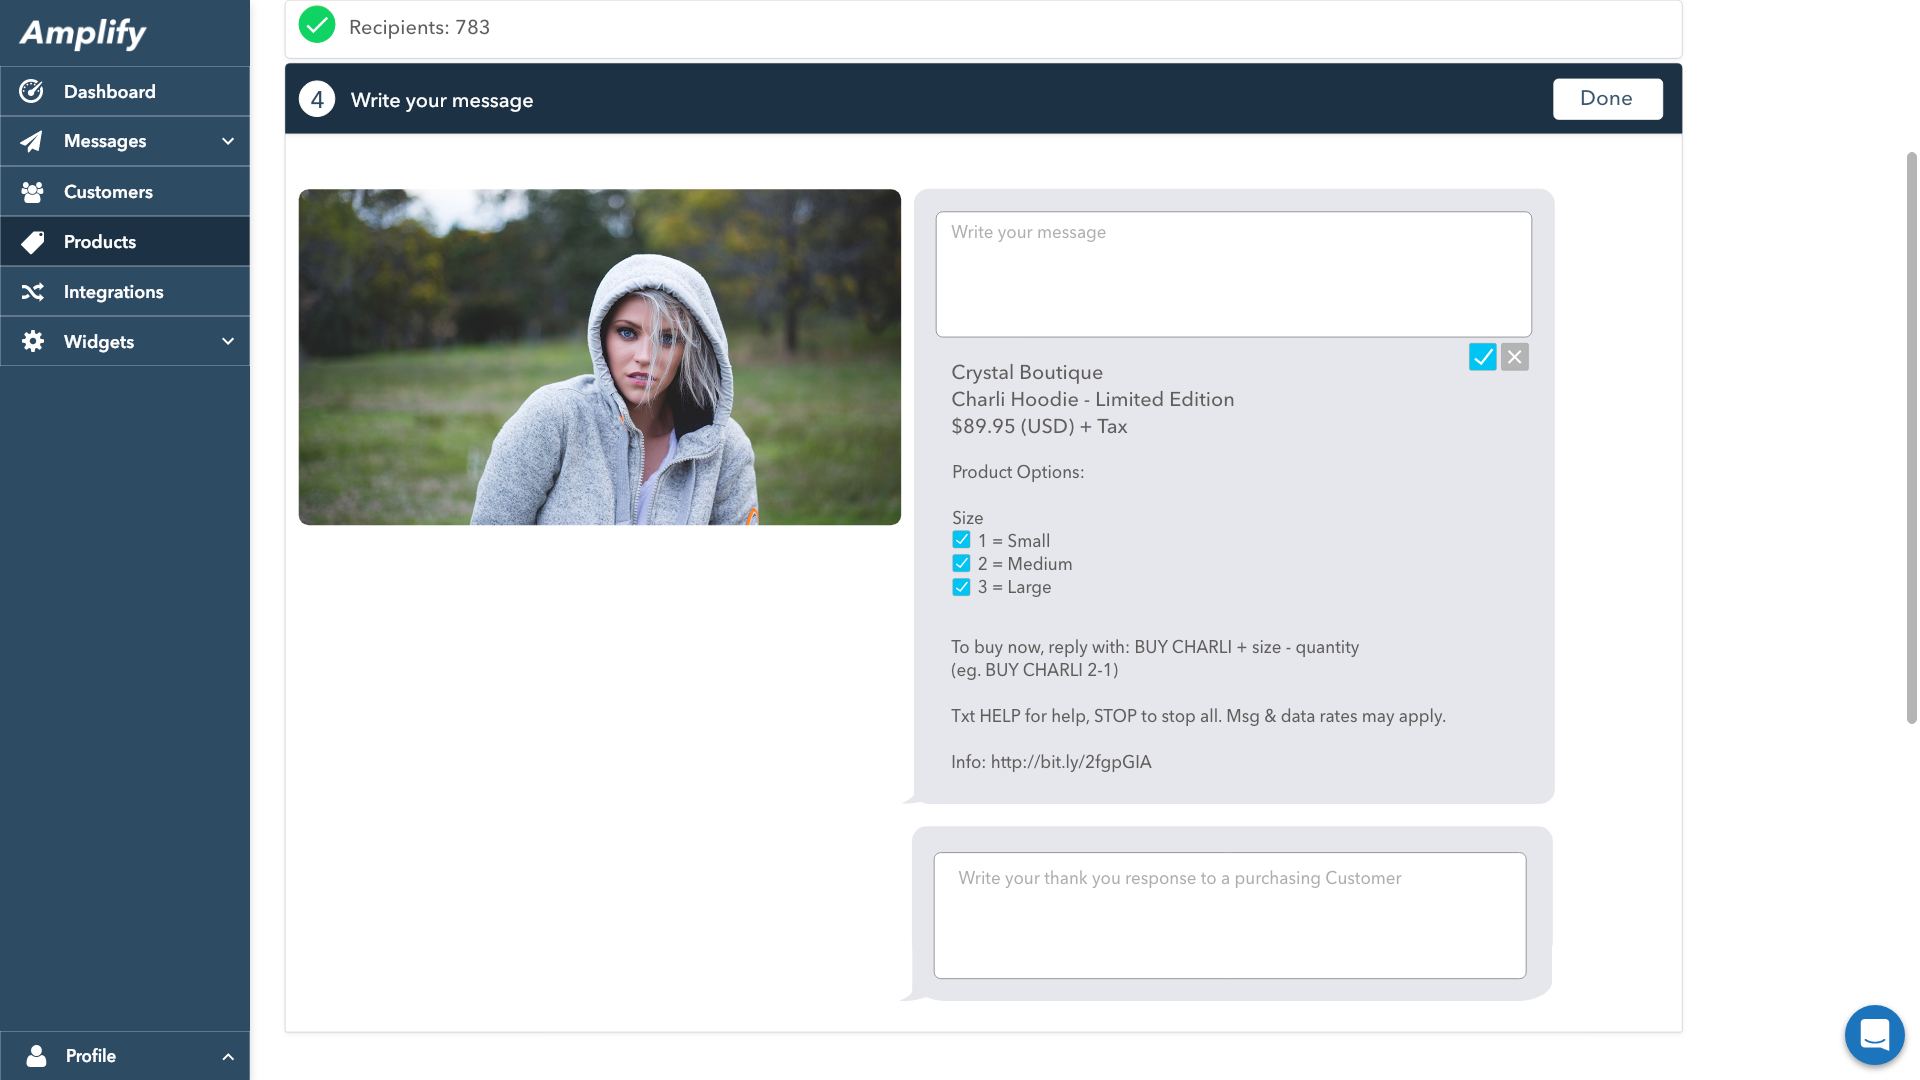 Amplify
Dashboard
Messages
Customers
Products
Integrations
Widgets
Profile
Recipients: 783
4 Write your message
Done
Write your message
Crystal Boutique
Charli Hoodie - Limited Edition
$89.95 (USD) + Tax
Product Options:
Size
1 = Small
2 = Medium
3 = Large
To buy now, reply with: BUY CHARLI + size - quantity
(eg. BUY CHARLI 2-1)
Txt HELP for help, STOP to stop all. Msg & data rates may apply.
Info: http://bit.ly/2fgpGIA
Write your thank you response to a purchasing Customer